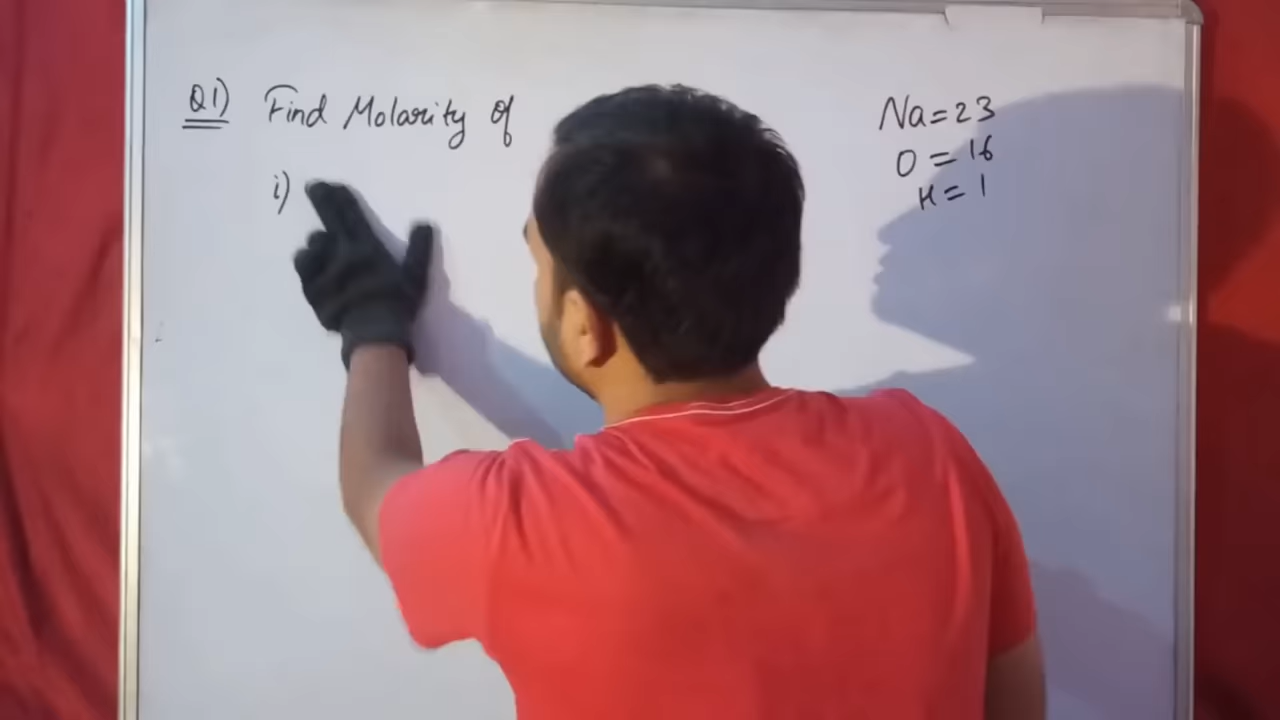 Q1) Find Molarity of
i)
Na = 23
O = 16
H = 1